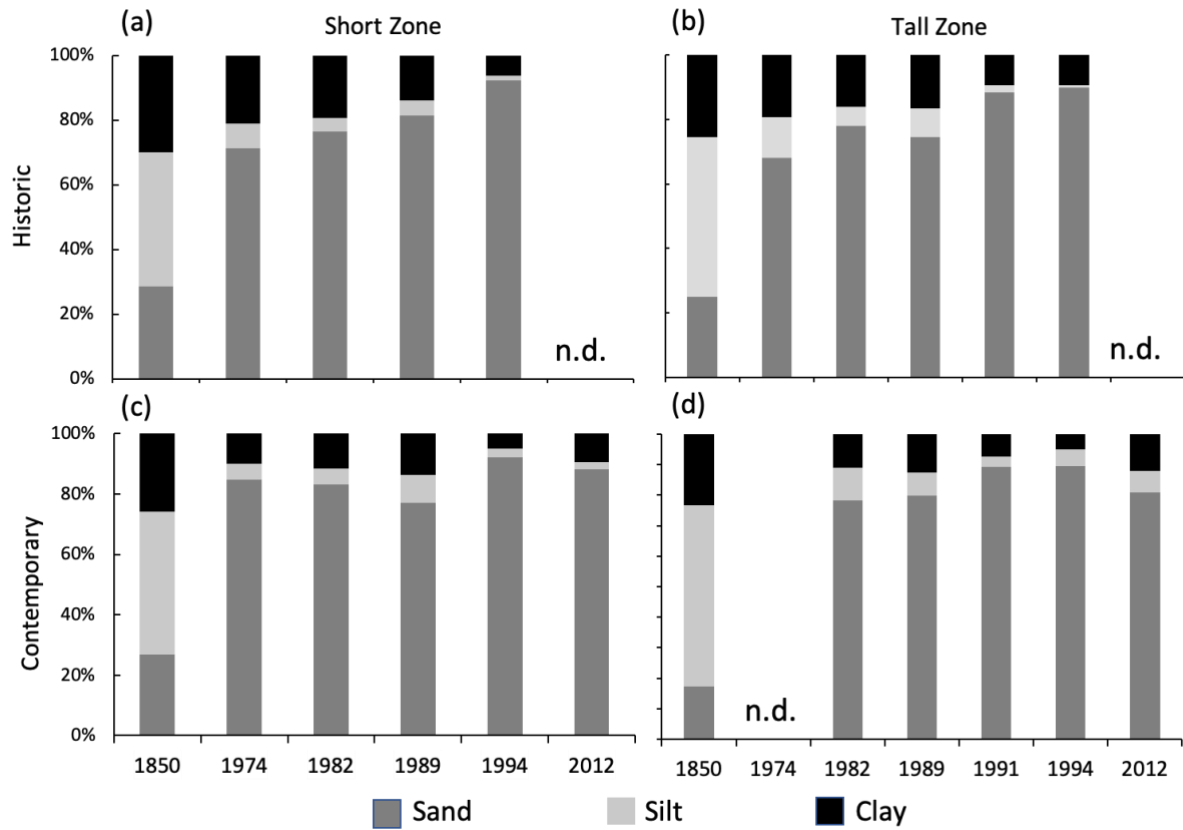 (a) Short Zone (b) Tall Zone
100%
80%
60%
40%
20%
0%
Historic
n.d. n.d.
(c) (d)
100%
80%
60%
40%
20%
0%
Contemporary
n.d.
1850 1974 1982 1989 1994 2012 1850 1974 1982 1989 1991 1994 2012
Sand Silt Clay